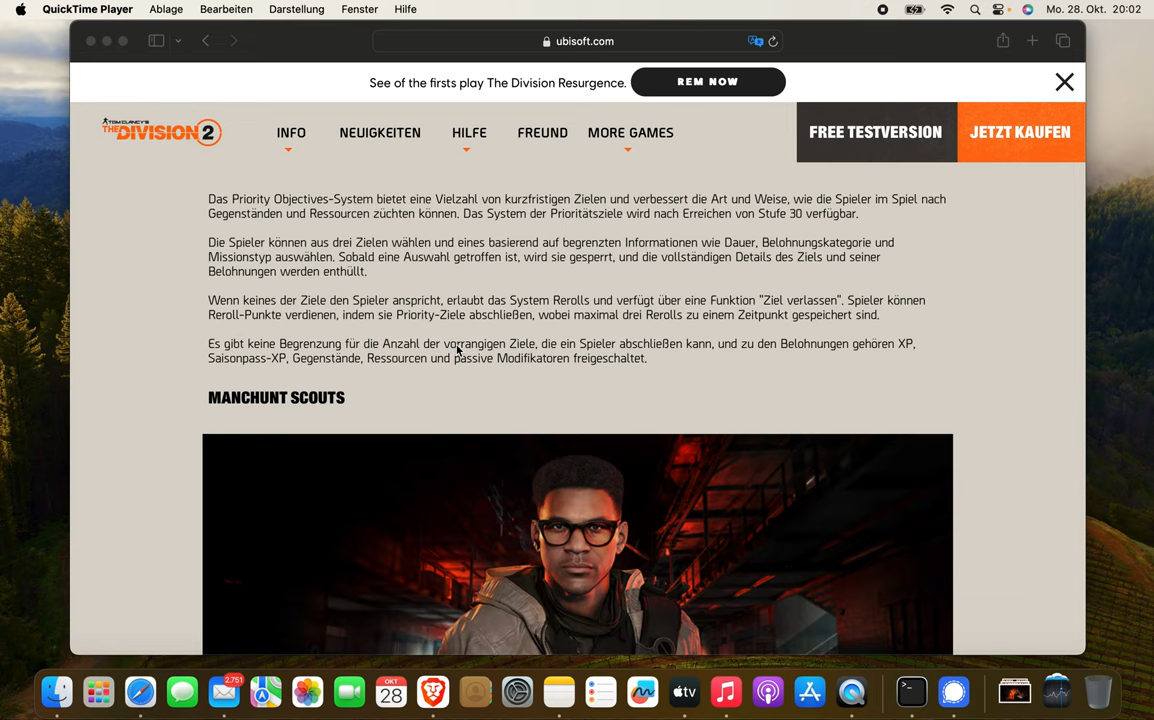 QuickTime Player Ablage Bearbeiten Darstellung Fenster Hilfe Mo. 28. Okt. 20:02
ubisoft.com
See of the firsts play The Division Resurgence. REM NOW
TOM CLANCY'S
THE DIVISION 2 INFO NEUIGKEITEN HILFE FREUND MORE GAMES FREE TESTVERSION JETZT KAUFEN
Das Priority Objectives-System bietet eine Vielzahl von kurzfristigen Zielen und verbessert die Art und Weise, wie die Spieler im Spiel nach
Gegenständen und Ressourcen züchten können. Das System der Prioritätsziele wird nach Erreichen von Stufe 30 verfügbar.
Die Spieler können aus drei Zielen wählen und eines basierend auf begrenzten Informationen wie Dauer, Belohnungskategorie und
Missionstyp auswählen. Sobald eine Auswahl getroffen ist, wird sie gesperrt, und die vollständigen Details des Ziels und seiner
Belohnungen werden enthüllt.
Wenn keines der Ziele den Spieler anspricht, erlaubt das System Rerolls und verfügt über eine Funktion "Ziel verlassen". Spieler können
Reroll-Punkte verdienen, indem sie Priority-Ziele abschließen, wobei maximal drei Rerolls zu einem Zeitpunkt gespeichert sind.
Es gibt keine Begrenzung für die Anzahl der vorrangigen Ziele, die ein Spieler abschließen kann, und zu den Belohnungen gehören XP,
Saisonpass-XP, Gegenstände, Ressourcen und passive Modifikatoren freigeschaltet.
MANCHUNT SCOUTS
2,751
OKT
28
tv